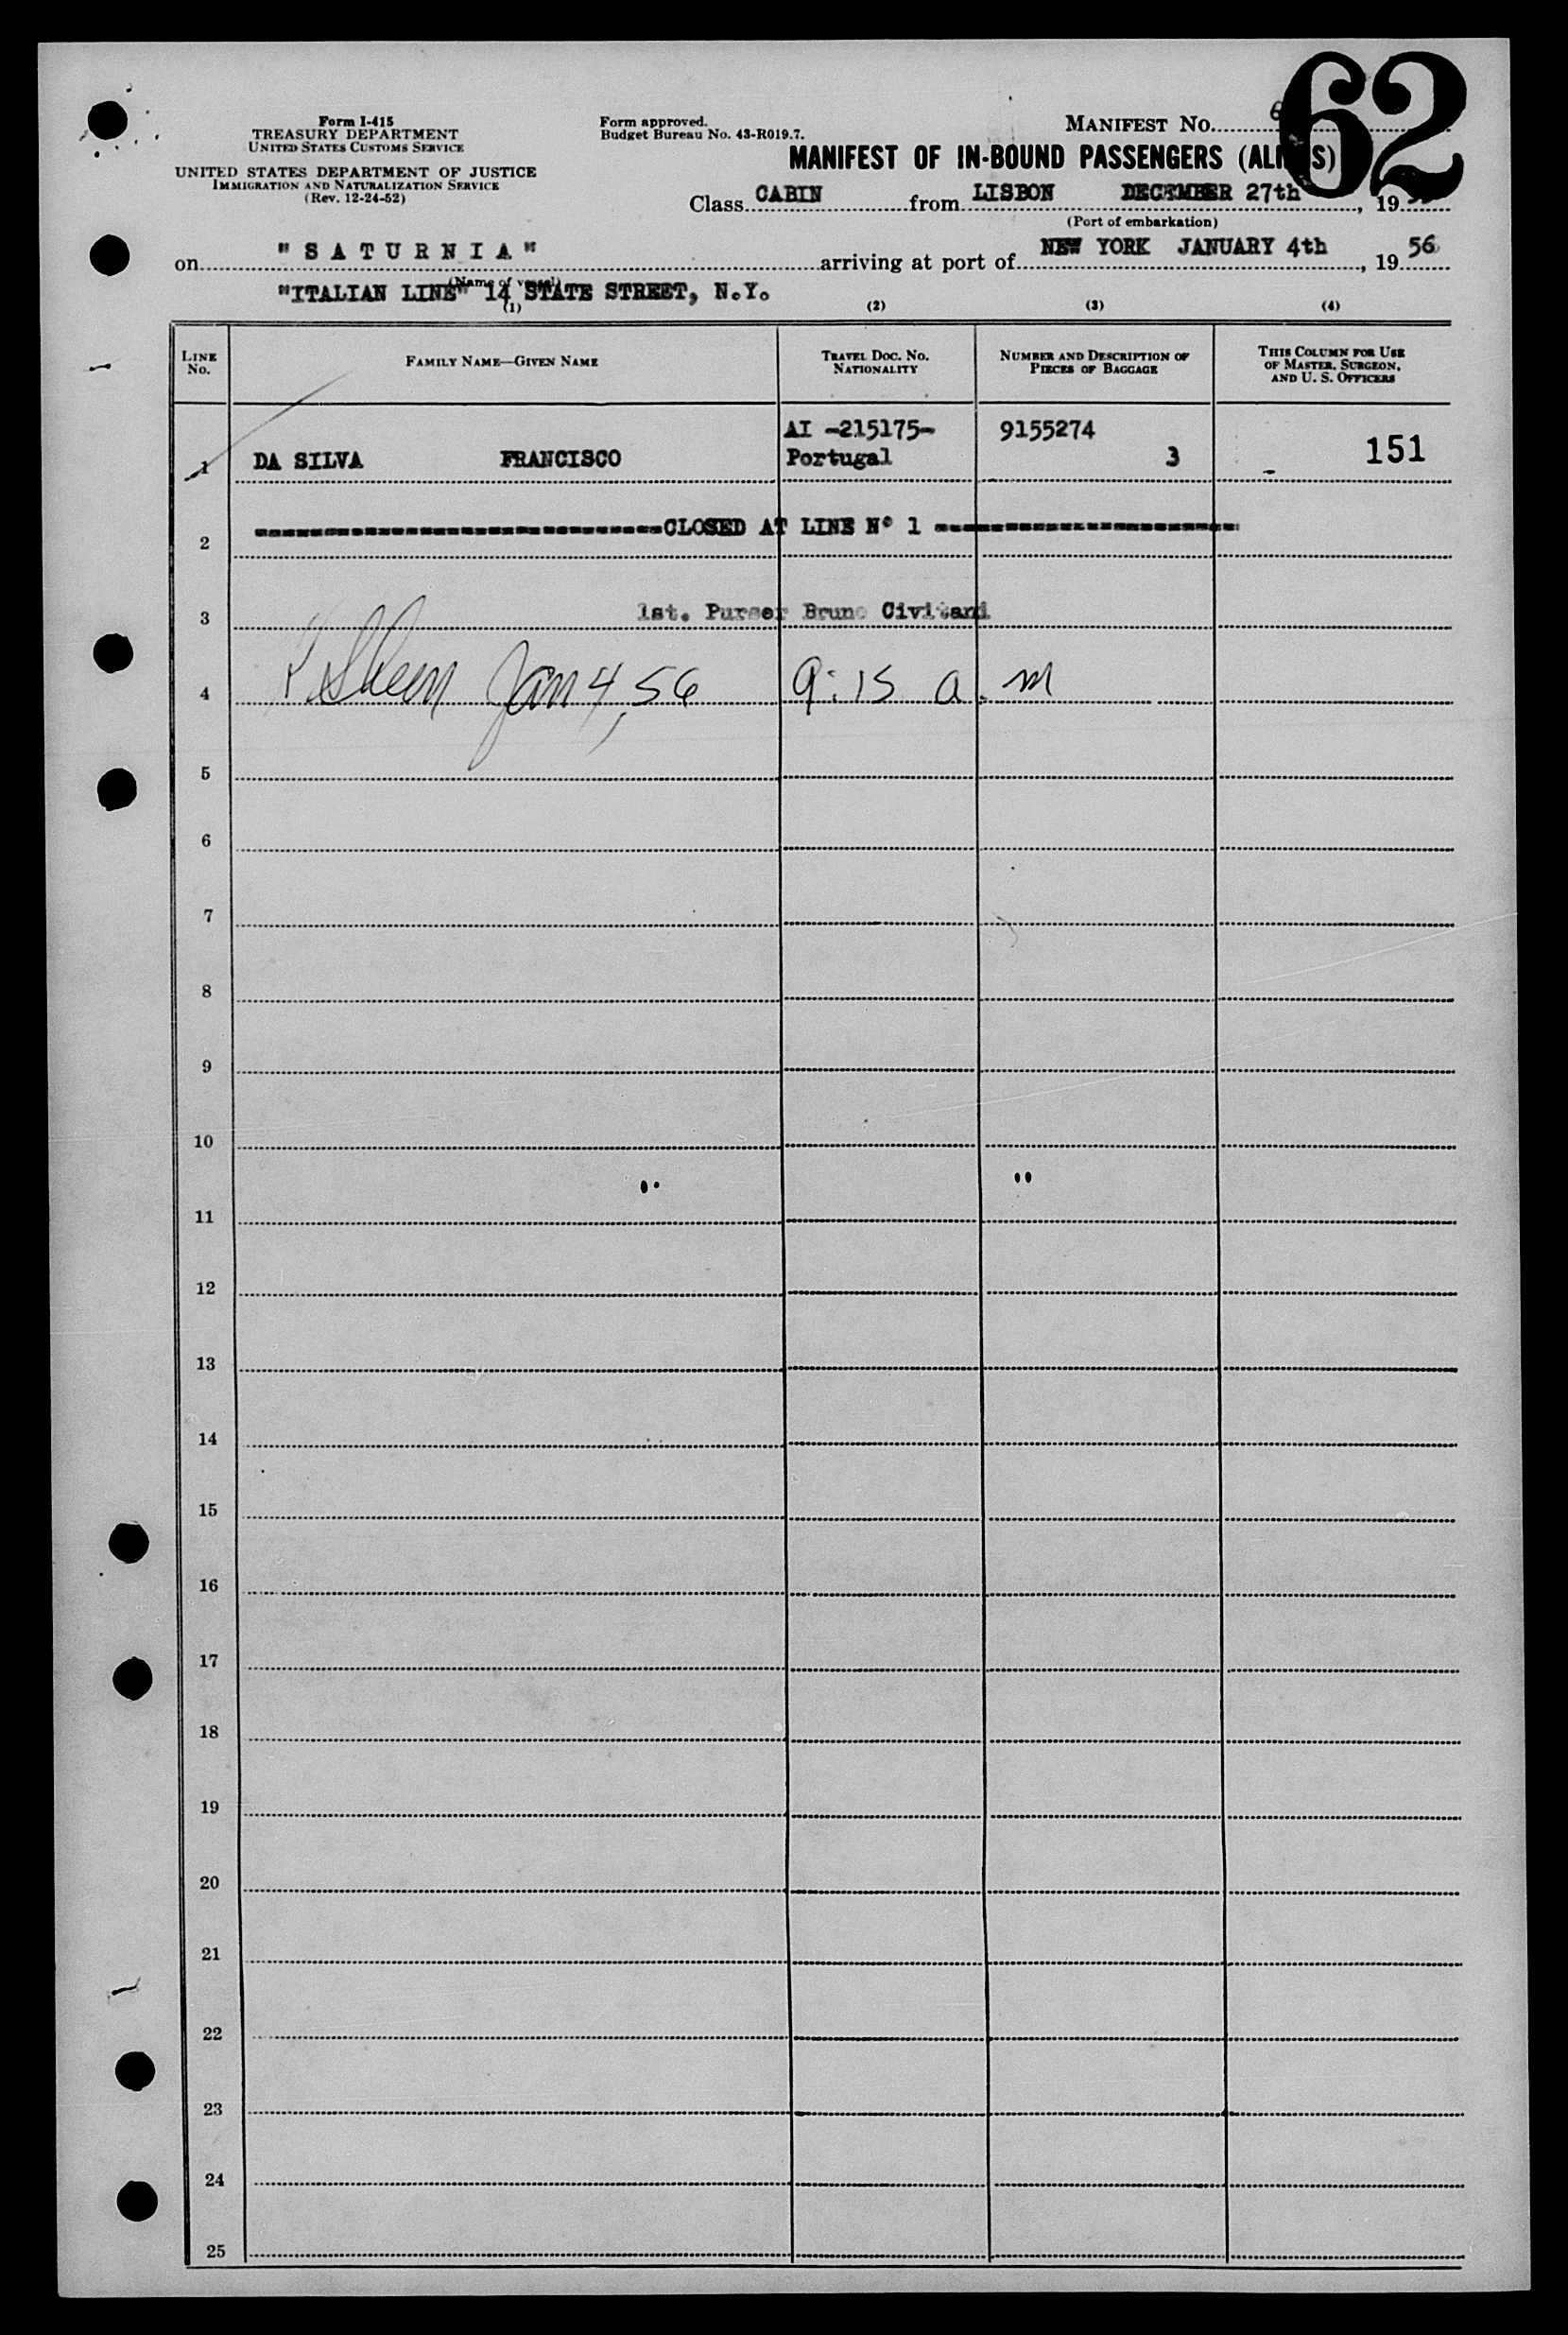 62
Form I-415
TREASURY DEPARTMENT
UNITED STATES CUSTOMS SERVICE
UNITED STATES DEPARTMENT OF JUSTICE
IMMIGRATION AND NATURALIZATION SERVICE
(Rev. 12-24-52)
Form approved.
Budget Bureau No. 43-R019.7.
MANIFEST NO.
MANIFEST OF IN-BOUND PASSENGERS
Class CABIN from LISBON DECEMBER 27th, 19
(Port of embarkation)
on "SATURNIA" arriving at port of NEW YORK JANUARY 4th, 19 56
(Name of vessel)
"ITALIAN LINE" 14 STATE STREET, N.Y.
(1) (2) (3) (4)
LINE NO. FAMILY NAME—GIVEN NAME TRAVEL DOC. NO. NATIONALITY NUMBER AND DESCRIPTION OF PIECES OF BAGGAGE THIS COLUMN FOR USE OF MASTER, SURGEON, AND U. S. OFFICERS
AI -215175- 9155274
1 DA SILVA FRANCISCO Portugal 3 151
2 CLOSED AT LINE N° 1
3 1st. Purser Bruno Civitani
4 Jan 4, 56 9:15 a.m
5
6
7
8
9
10
11
12
13
14
15
16
17
18
19
20
21
22
23
24
25